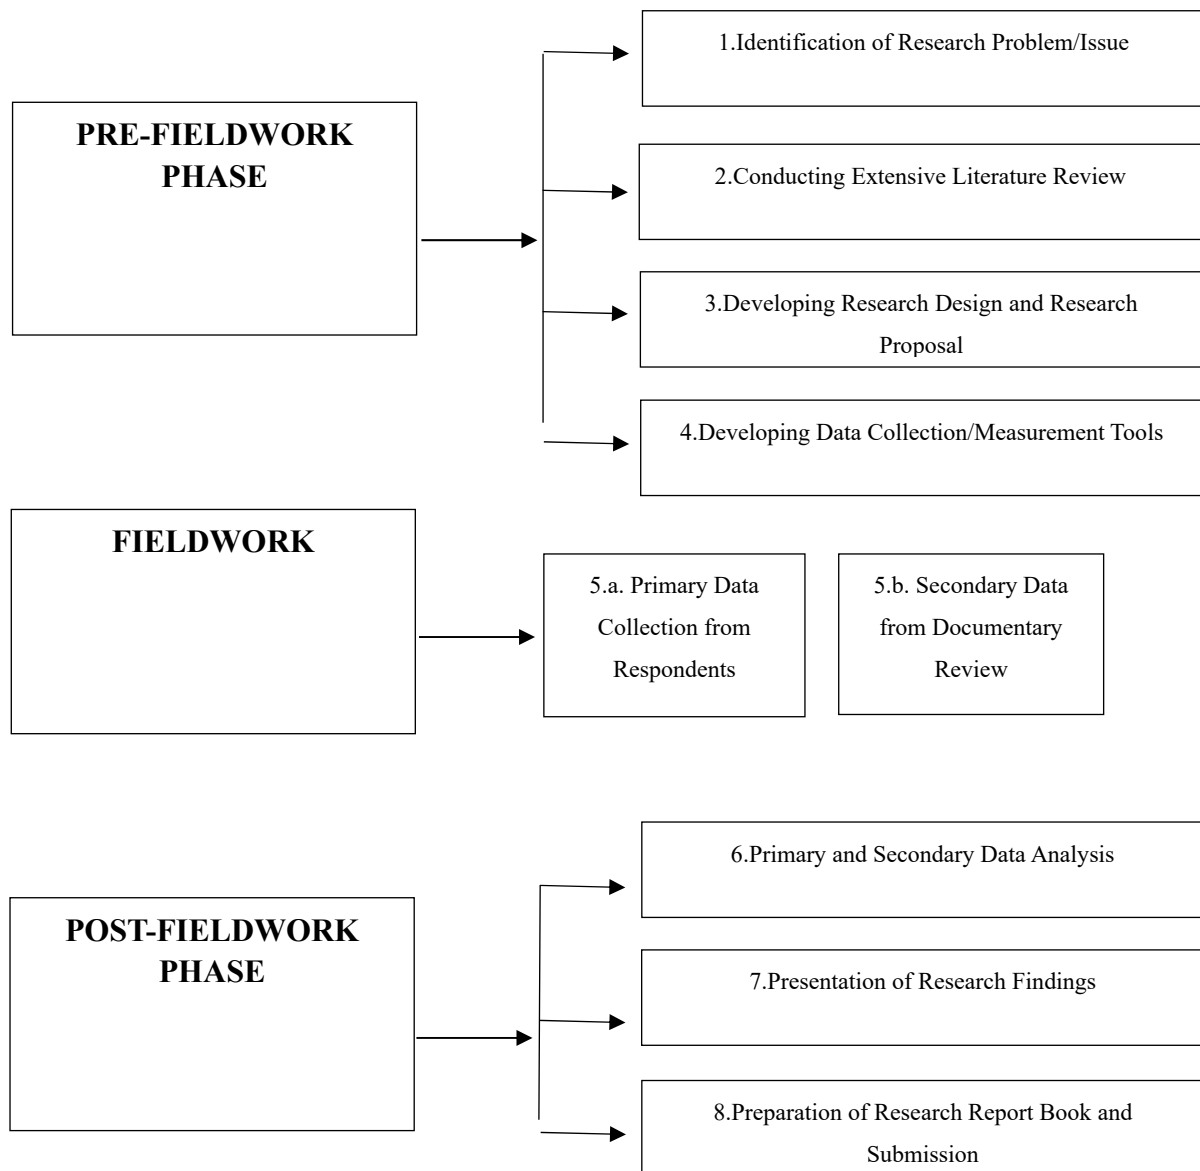 1.Identification of Research Problem/Issue
PRE-FIELDWORK
PHASE
2.Conducting Extensive Literature Review
3.Developing Research Design and Research
Proposal
4.Developing Data Collection/Measurement Tools
FIELDWORK
5.a. Primary Data
Collection from
Respondents
5.b. Secondary Data
from Documentary
Review
6.Primary and Secondary Data Analysis
POST-FIELDWORK
PHASE
7.Presentation of Research Findings
8.Preparation of Research Report Book and
Submission